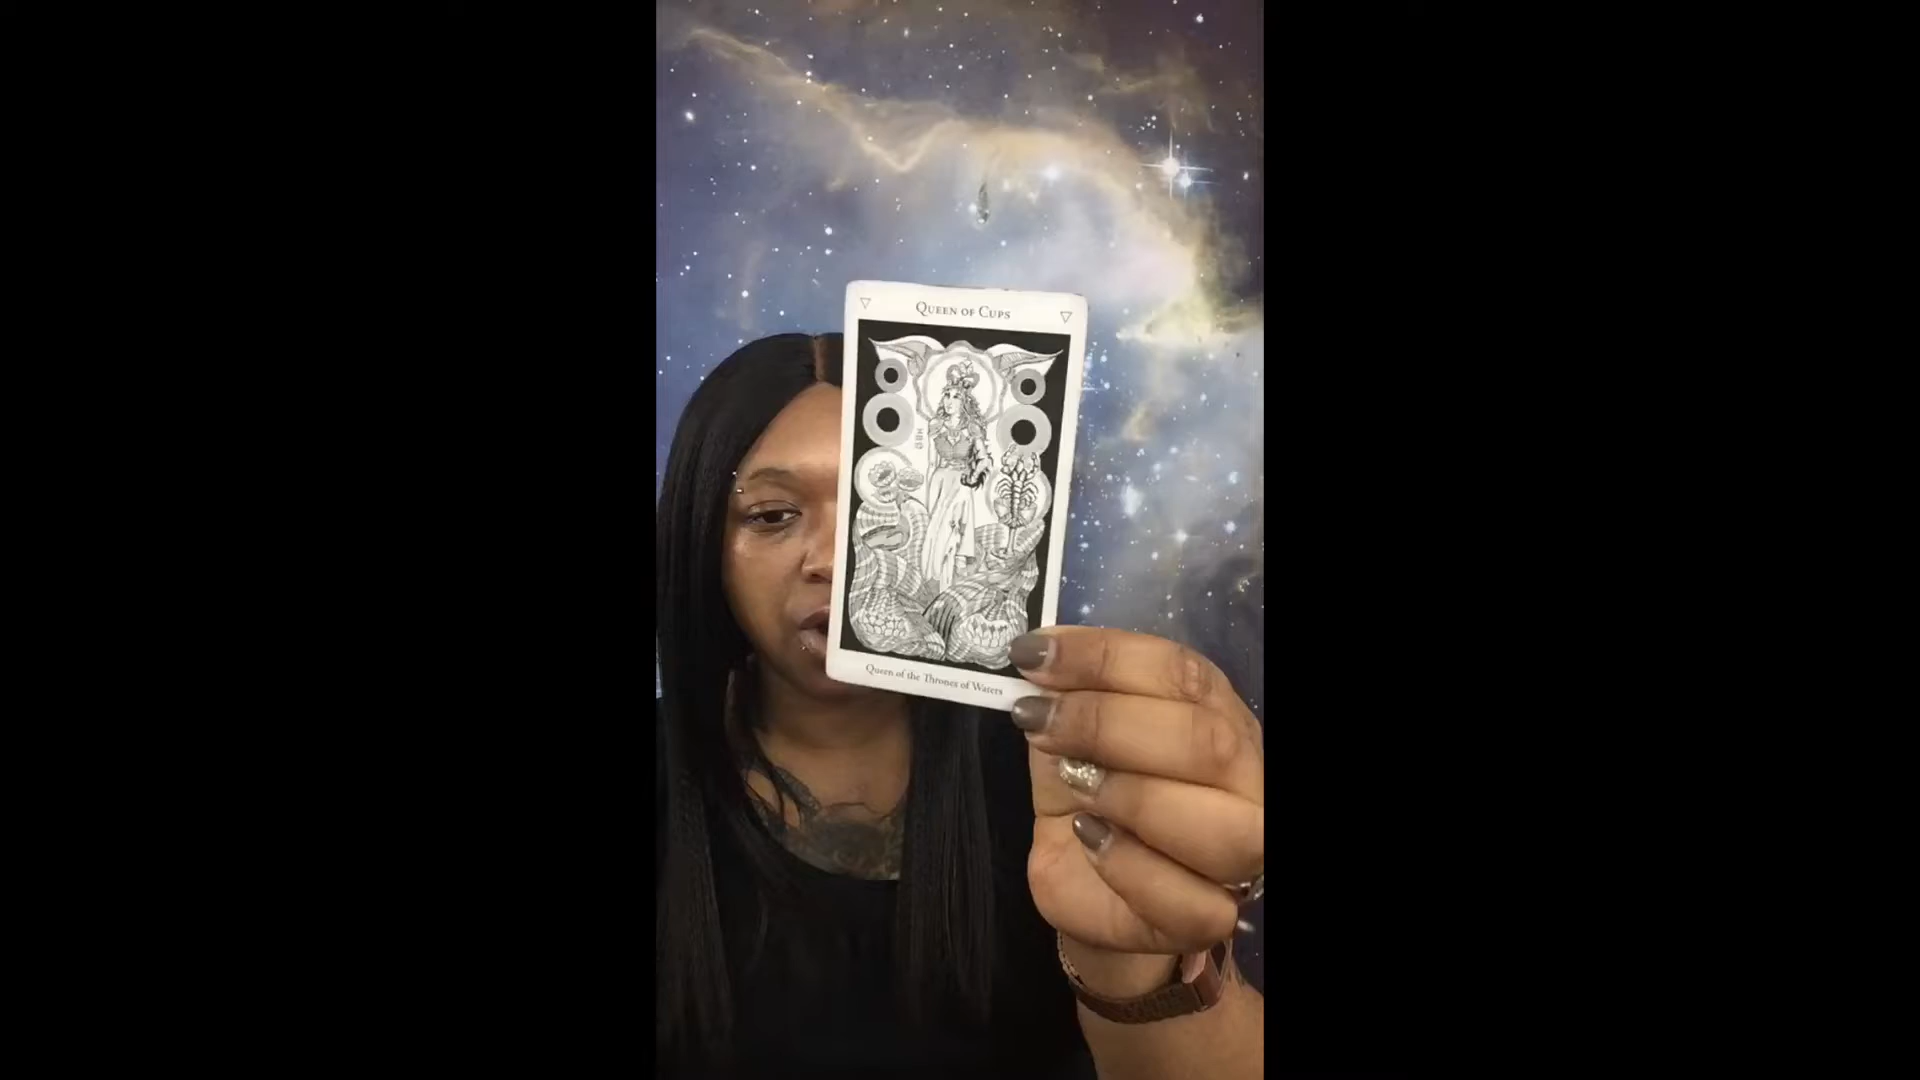 Queen of Cups
Queen of the Thrones of Waters